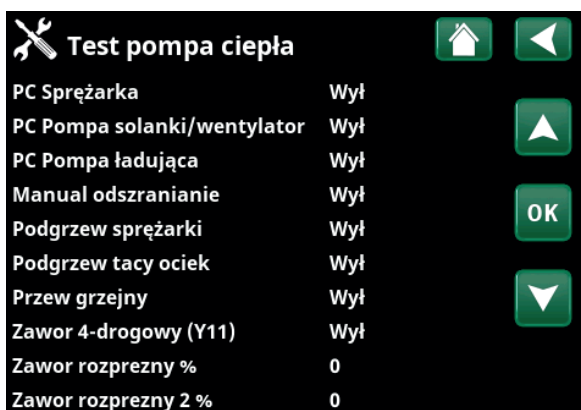 Test pompa ciepła
PC Sprężarka Wył
PC Pompa solanki/wentylator Wył
PC Pompa ładująca Wył
Manual odszranianie Wył
OK
Podgrzew sprężarki Wył
Podgrzew tacy ociek Wył
Przew grzejny Wył
Zawor 4-drogowy (Y11) Wył
Zawor rozprezny % 0
Zawor rozprezny 2 % 0